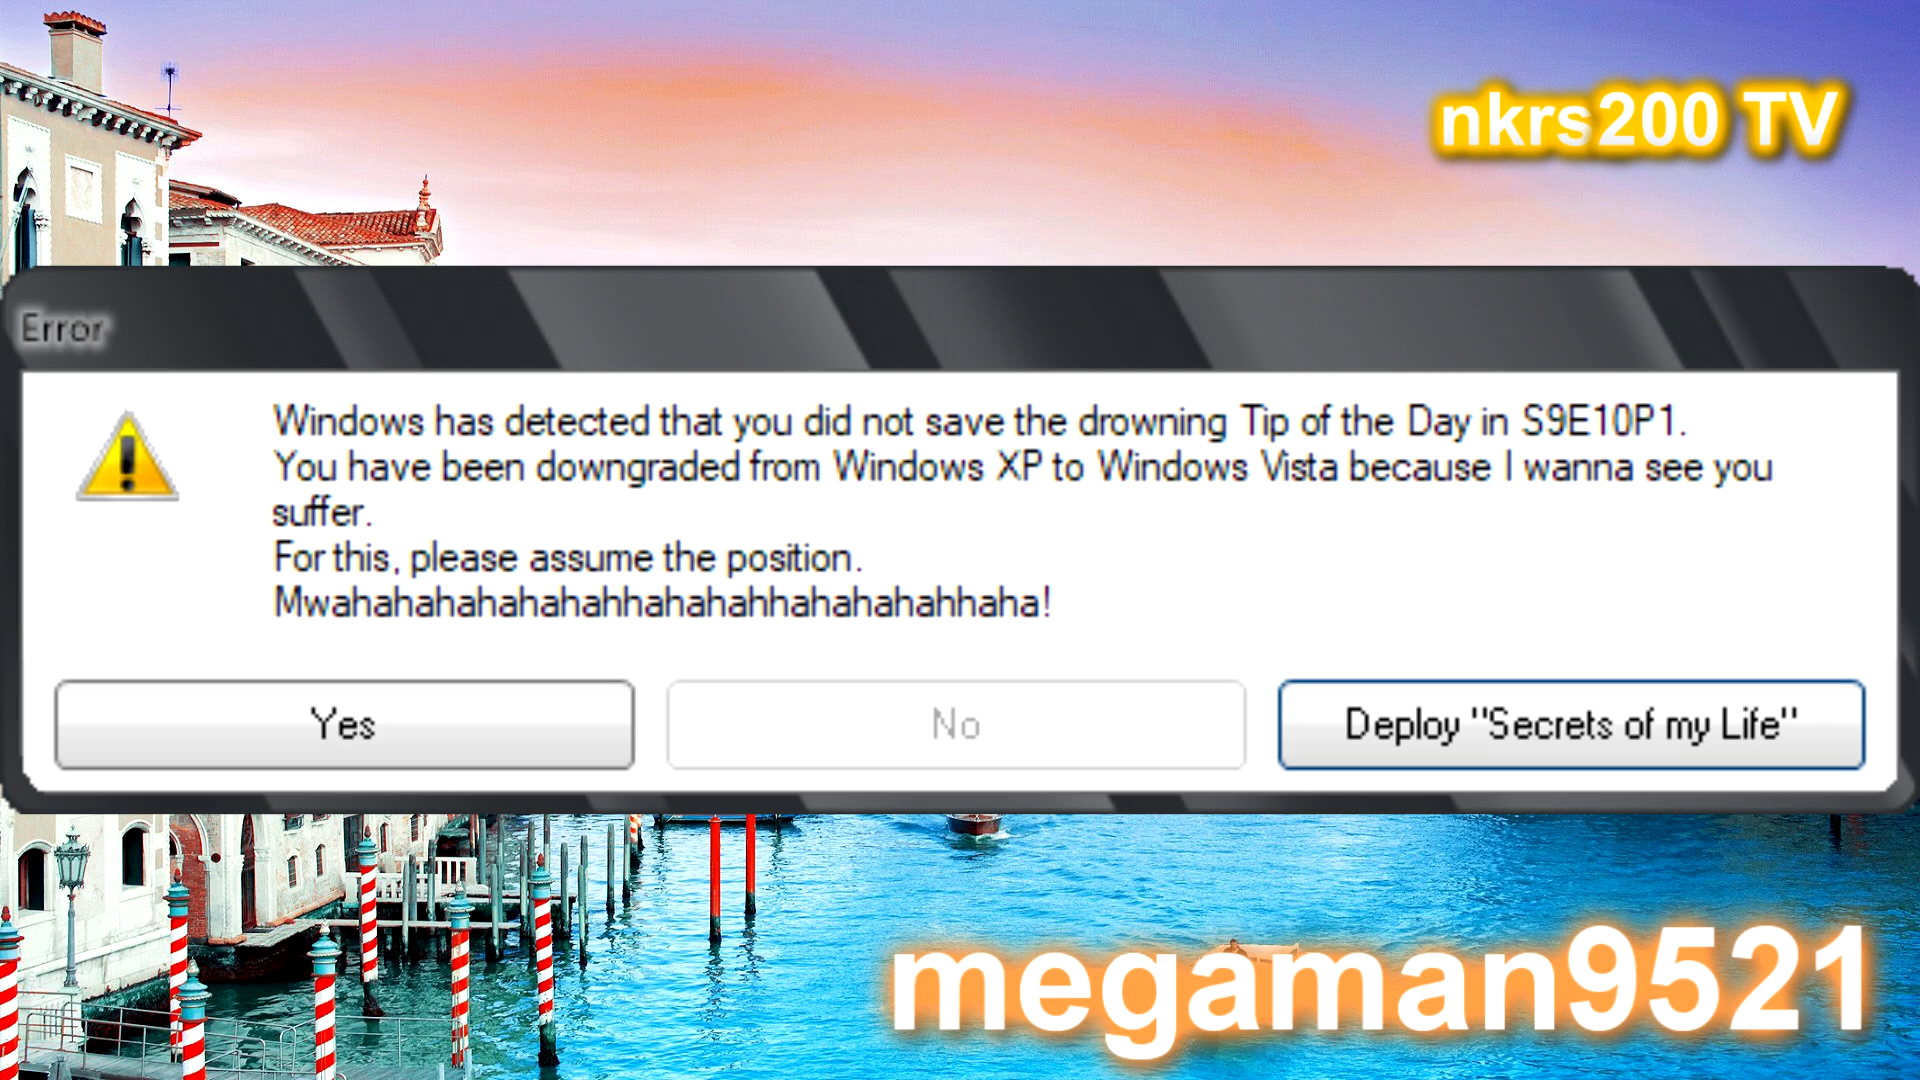 nkrs200 TV
Error
Windows has detected that you did not save the drowning Tip of the Day in S9E10P1.
You have been downgraded from Windows XP to Windows Vista because I wanna see you
suffer.
For this, please assume the position.
Mwahahahahahahahhahahahhahahahahhaha!
Yes
No
Deploy "Secrets of my Life"
megaman9521